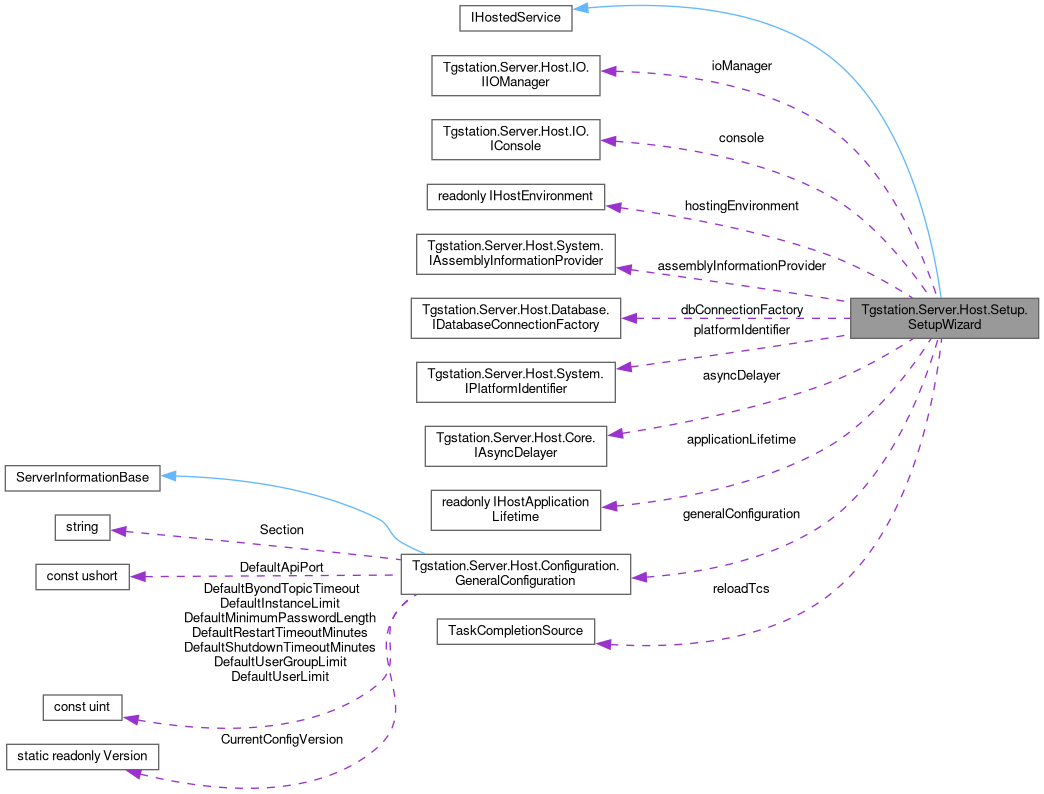 IHostedService
Tgstation.Server.Host.IO.
IIOManager
ioManager
Tgstation.Server.Host.IO.
IConsole
console
readonly IHostEnvironment
hostingEnvironment
Tgstation.Server.Host.System.
IAssemblyInformationProvider
assemblyInformationProvider
Tgstation.Server.Host.Database.
IDatabaseConnectionFactory
dbConnectionFactory
Tgstation.Server.Host.Setup.
SetupWizard
platformIdentifier
Tgstation.Server.Host.System.
IPlatformIdentifier
asyncDelayer
Tgstation.Server.Host.Core.
IAsyncDelayer
applicationLifetime
readonly IHostApplication
Lifetime
ServerInformationBase
string
Section
generalConfiguration
Tgstation.Server.Host.Configuration.
GeneralConfiguration
const ushort
DefaultApiPort
DefaultByondTopicTimeout
DefaultInstanceLimit
DefaultMinimumPasswordLength
DefaultRestartTimeoutMinutes
DefaultShutdownTimeoutMinutes
DefaultUserGroupLimit
DefaultUserLimit
reloadTcs
TaskCompletionSource
const uint
CurrentConfigVersion
static readonly Version